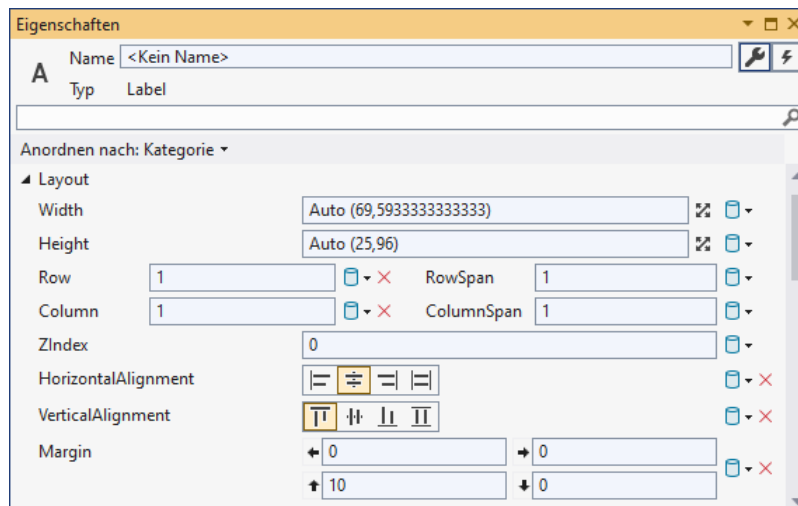 Eigenschaften
Name <Kein Name>
A
Typ Label
Anordnen nach: Kategorie
Layout
Width Auto (69,5933333333333)
Height Auto (25,96)
Row 1 RowSpan 1
Column 1 ColumnSpan 1
ZIndex 0
HorizontalAlignment
VerticalAlignment
Margin 0 0
10 0